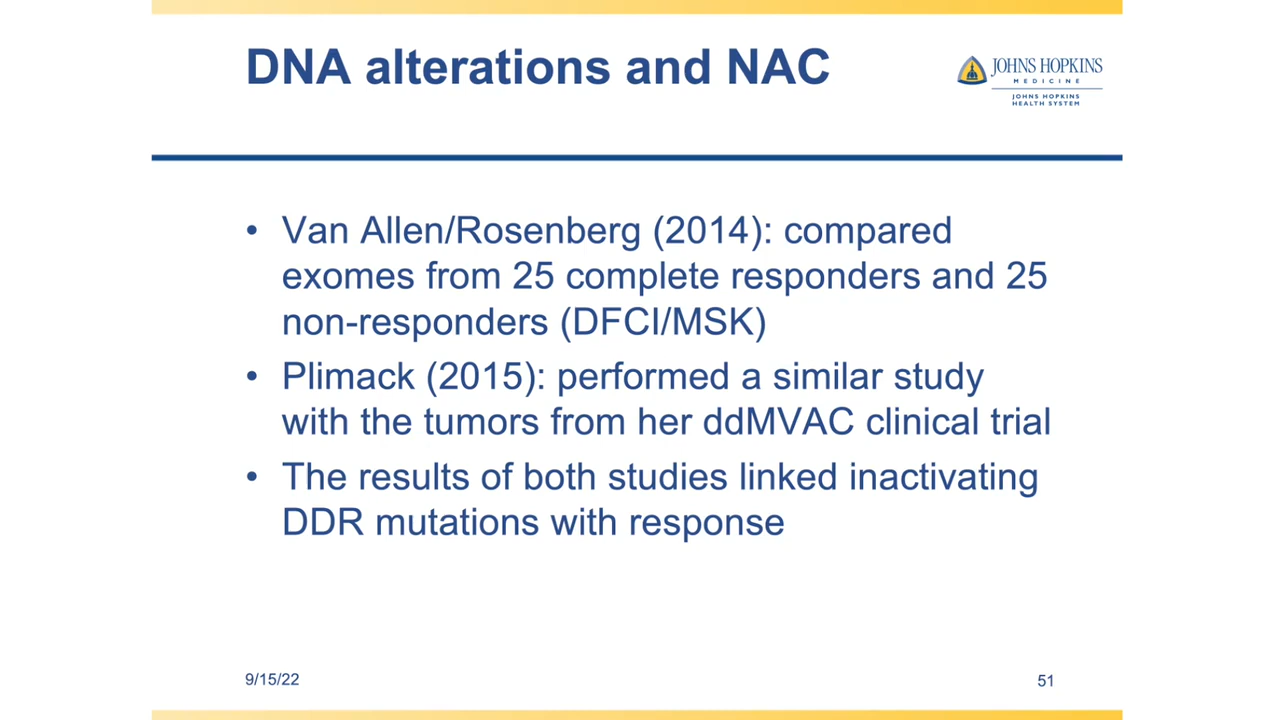 DNA alterations and NAC
JOHNS HOPKINS
MEDICINE
JOHNS HOPKINS
HEALTH SYSTEM
• Van Allen/Rosenberg (2014): compared
exomes from 25 complete responders and 25
non-responders (DFCI/MSK)
• Plimack (2015): performed a similar study
with the tumors from her ddMVAC clinical trial
• The results of both studies linked inactivating
DDR mutations with response
9/15/22
51